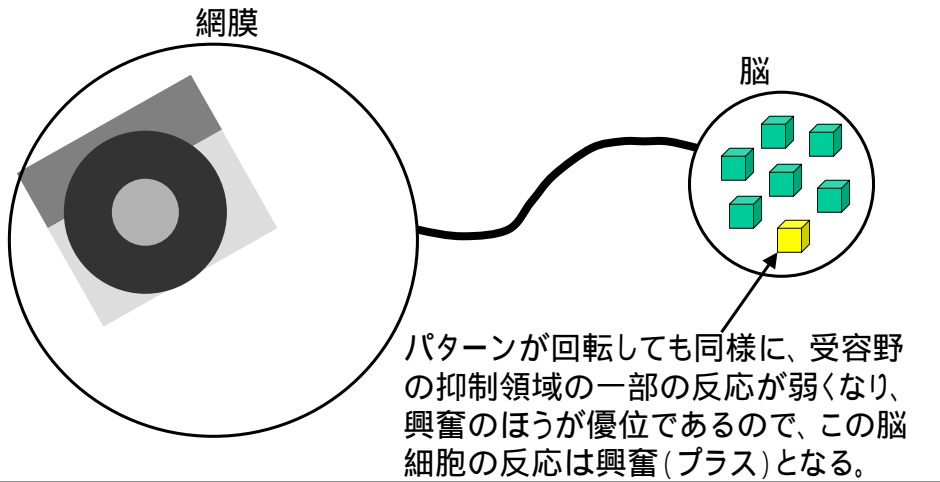 網膜
脳
パターンが回転しても同様に、受容野
の抑制領域の一部の反応が弱くなり、
興奮のほうが優位であるので、この脳
細胞の反応は興奮(プラス)となる。